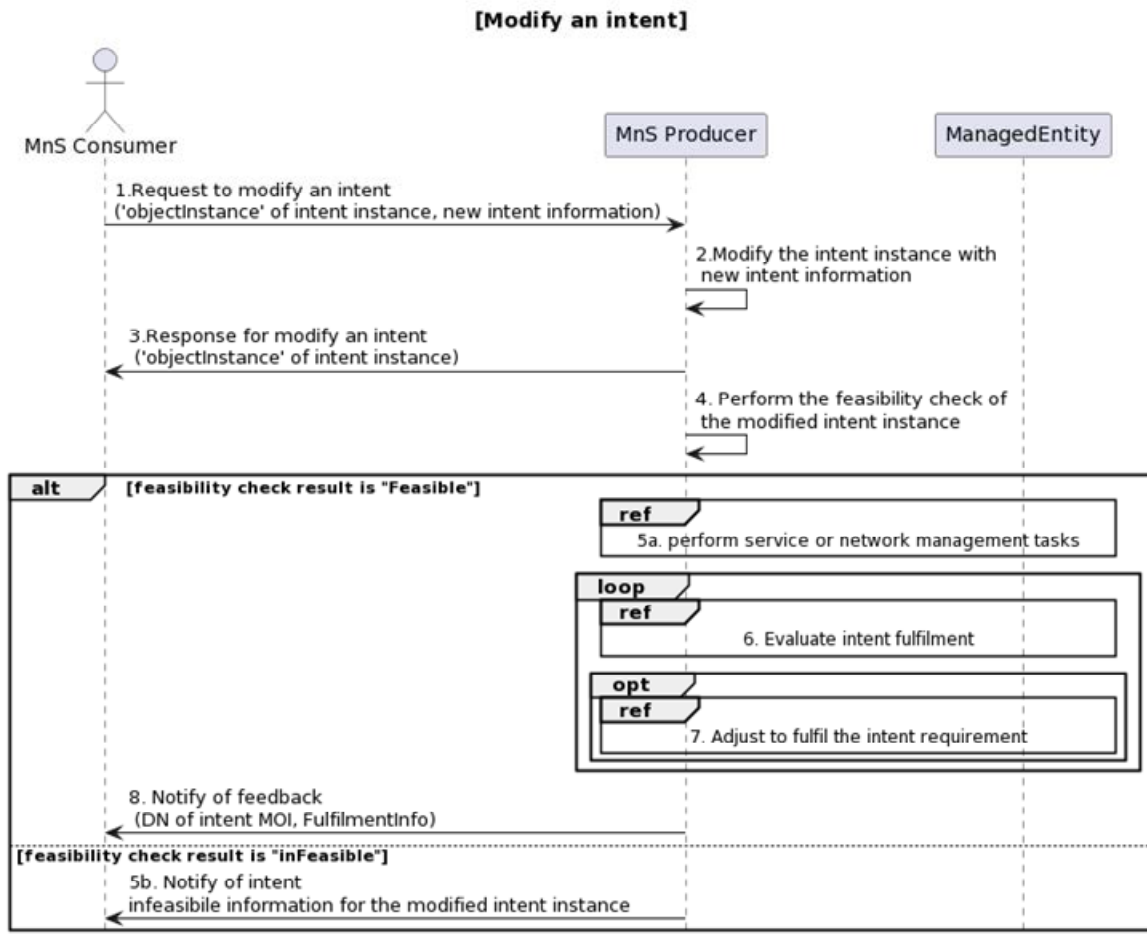 [Modify an intent]
MnS Consumer
MnS Producer
ManagedEntity
1.Request to modify an intent
('objectInstance' of intent instance, new intent information)
2.Modify the intent instance with
new intent information
3.Response for modify an intent
('objectInstance' of intent instance)
4. Perform the feasibility check of
the modified intent instance
alt [feasibility check result is "Feasible"]
ref
5a. perform service or network management tasks
loop
ref
6. Evaluate intent fulfilment
opt
ref
7. Adjust to fulfil the intent requirement
8. Notify of feedback
(DN of intent MOI, FulfilmentInfo)
[feasibility check result is "inFeasible"]
5b. Notify of intent
infeasibile information for the modified intent instance